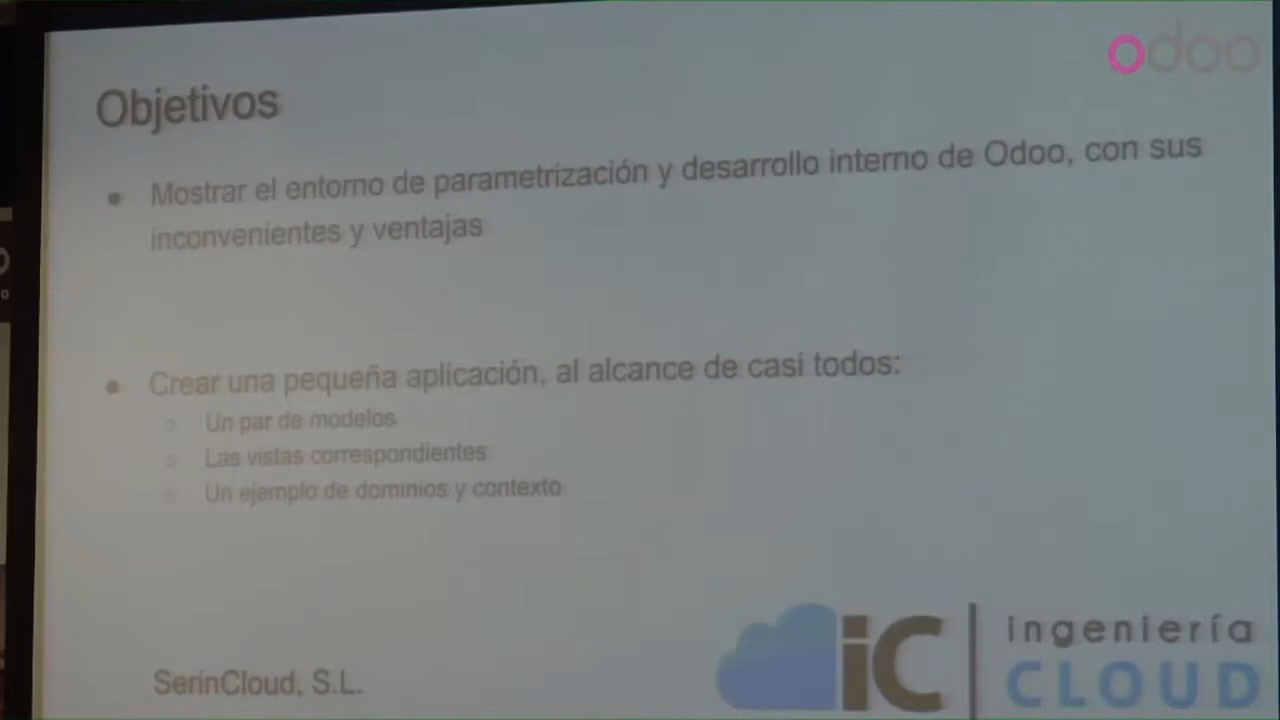 odoo
Objetivos
Mostrar el entorno de parametrización y desarrollo interno de Odoo, con sus
inconvenientes y ventajas
Crear una pequeña aplicación, al alcance de casi todos:
Un par de modelos
Las vistas correspondientes
Un ejemplo de dominios y contexto
SerinCloud, S.L.
iC
ingeniería
CLOUD